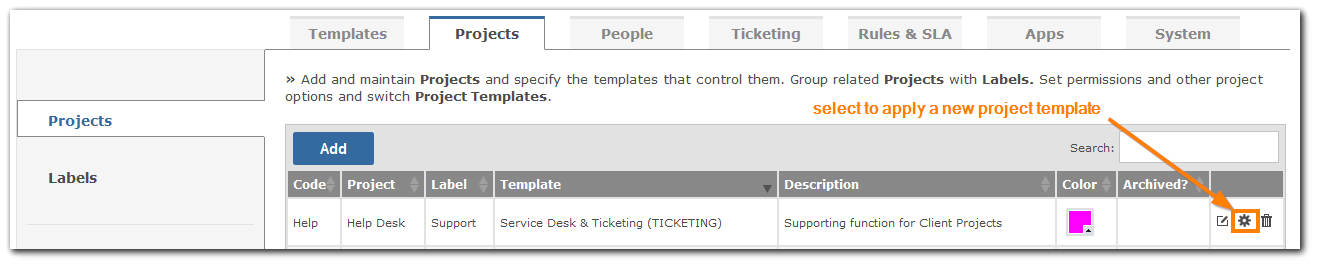 Templates Projects People Ticketing Rules & SLA Apps System
» Add and maintain Projects and specify the templates that control them. Group related Projects with Labels. Set permissions and other project
options and switch Project Templates.
select to apply a new project template
Projects
Labels
Add Search:
Code Project Label Template Description Color Archived?
Help Help Desk Support Service Desk & Ticketing (TICKETING) Supporting function for Client Projects